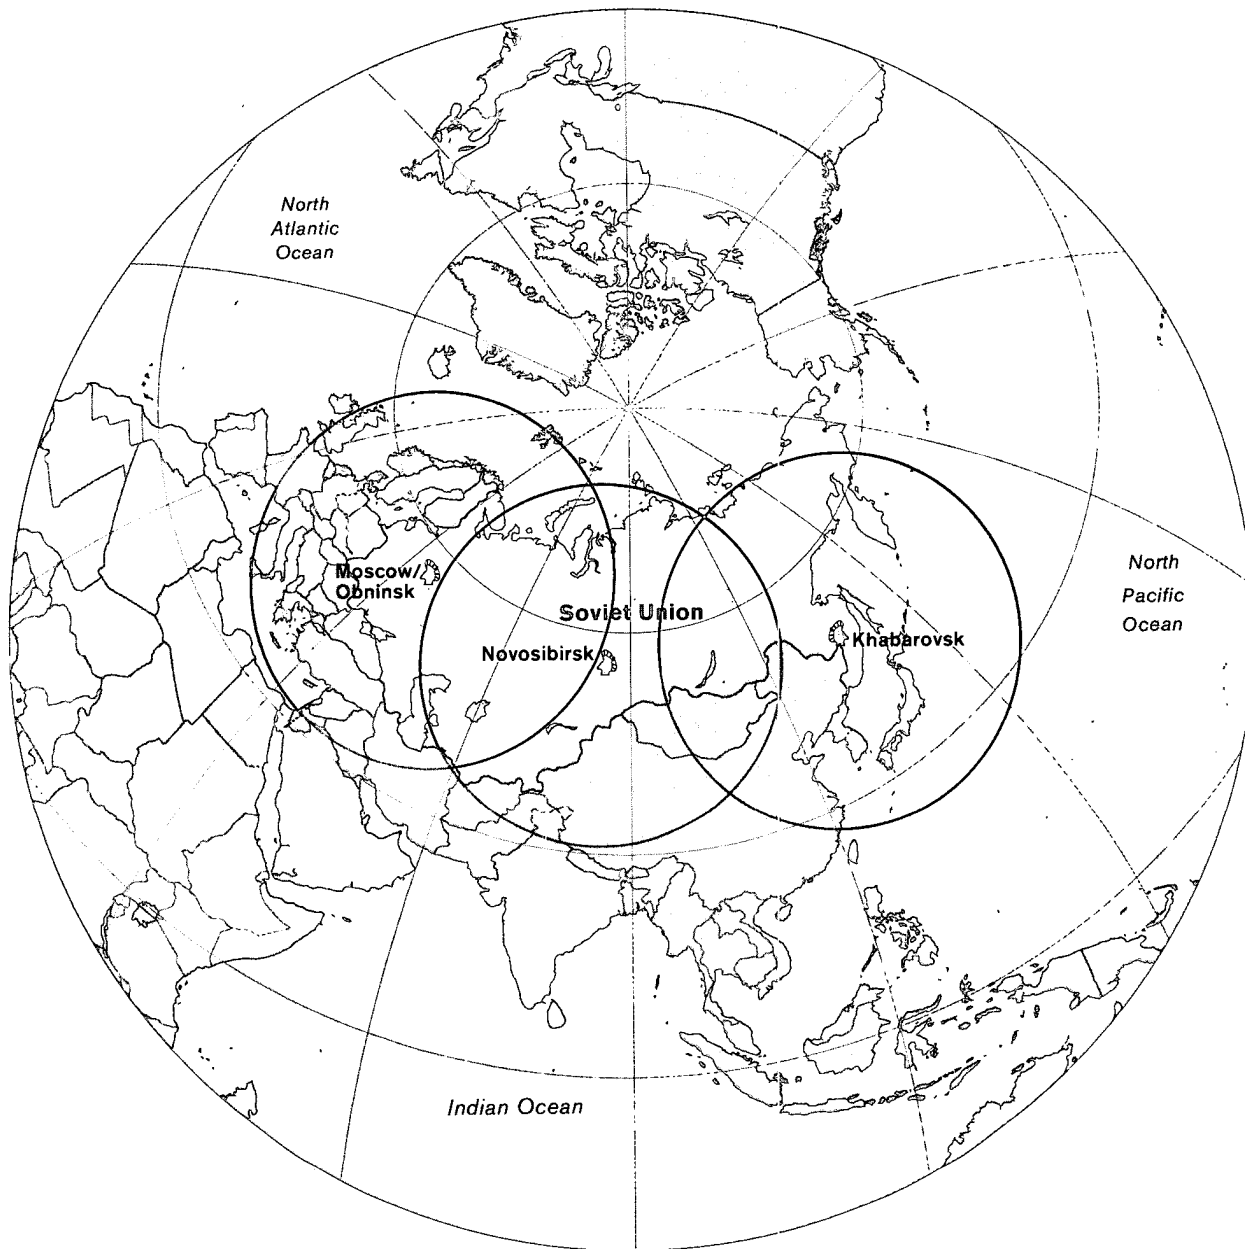 North
Atlantic
Ocean
Moscow/
Obninsk
Soviet Union
Novosibirsk
Khabarovsk
North
Pacific
Ocean
Indian Ocean